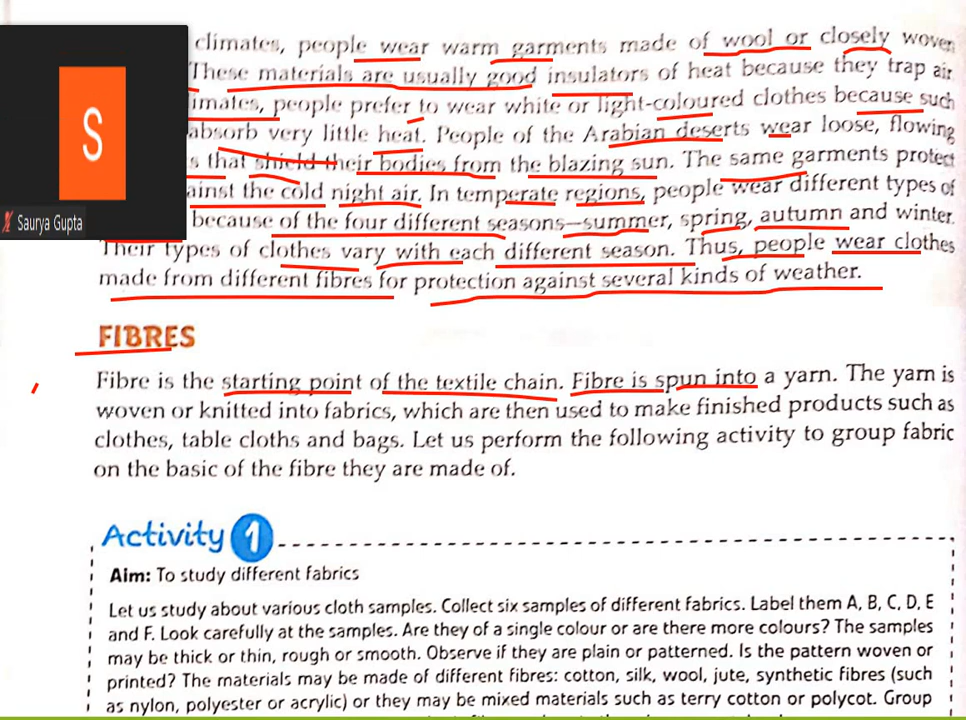 climates, people wear warm garments made of wool or closely woven
These materials are usually good insulators of heat because they trap air
imates, people prefer to wear white or light-coloured clothes because such
absorb very little heat. People of the Arabian deserts wear loose, flowing
s that shield their bodies from the blazing sun. The same garments protect
ainst the cold night air. In temperate regions, people wear different types of
because of the four different seasons—summer, spring, autumn and winter.
Their types of clothes vary with each different season. Thus, people wear clothes
made from different fibres for protection against several kinds of weather.
S
Saurya Gupta
FIBRES
Fibre is the starting point of the textile chain. Fibre is spun into a yarn. The yarn is
woven or knitted into fabrics, which are then used to make finished products such as
clothes, table cloths and bags. Let us perform the following activity to group fabric
on the basic of the fibre they are made of.
Activity 1
Aim: To study different fabrics
Let us study about various cloth samples. Collect six samples of different fabrics. Label them A, B, C, D, E
and F. Look carefully at the samples. Are they of a single colour or are there more colours? The samples
may be thick or thin, rough or smooth. Observe if they are plain or patterned. Is the pattern woven or
printed? The materials may be made of different fibres: cotton, silk, wool, jute, synthetic fibres (such
as nylon, polyester or acrylic) or they may be mixed materials such as terry cotton or polycot. Group